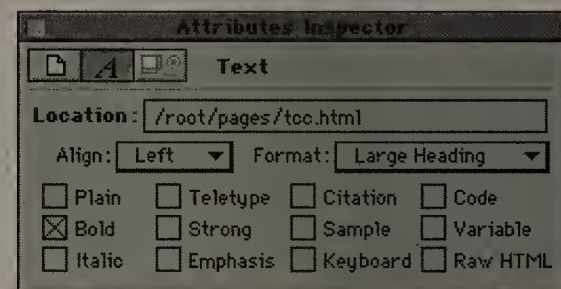 Attributes Inspector
A Text
Location: /root/pages/tcc.html
Align: Left Format: Large Heading
Plain Teletype Citation Code
Bold Strong Sample Variable
Italic Emphasis Keyboard Raw HTML